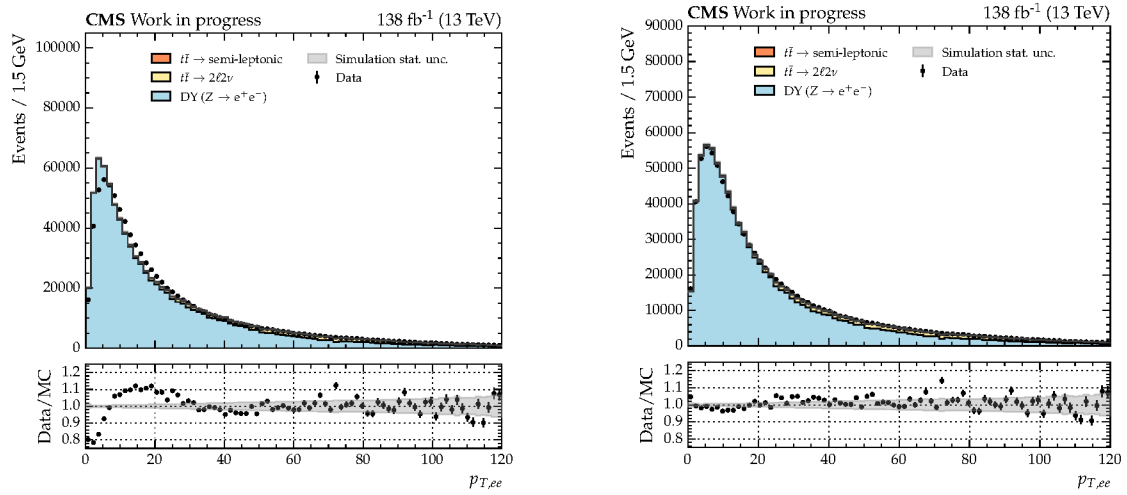 CMS Work in progress 138 fb⁻¹ (13 TeV)
Events / 1.5 GeV
100000
80000
60000
40000
20000
0
tt̄ → semi-leptonic
tt̄ → 2ℓ2ν
DY (Z → e⁺e⁻)
Simulation stat. unc.
Data
Data/MC
1.2
1.1
1.0
0.9
0.8
0 20 40 60 80 100 120
p_T,ee
CMS Work in progress 138 fb⁻¹ (13 TeV)
Events / 1.5 GeV
90000
80000
70000
60000
50000
40000
30000
20000
10000
0
tt̄ → semi-leptonic
tt̄ → 2ℓ2ν
DY (Z → e⁺e⁻)
Simulation stat. unc.
Data
Data/MC
1.2
1.1
1.0
0.9
0.8
0 20 40 60 80 100 120
p_T,ee